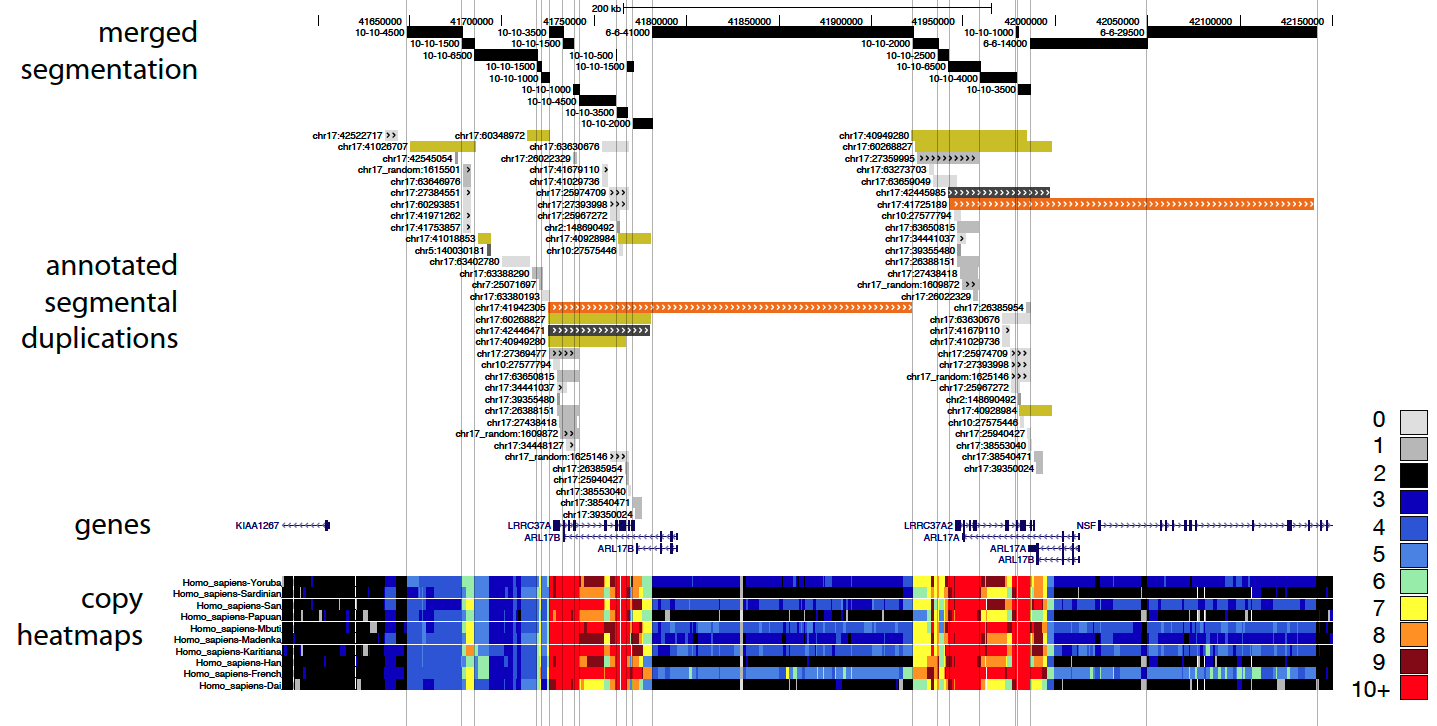 200 kb
41650000 41700000 41750000 41800000 41850000 41900000 41950000 42000000 42050000 42100000 42150000
merged
segmentation
10-10-4500 10-10-3500 6-6-41000 10-10-1000 6-6-29500
10-10-1500 10-10-1500 10-10-2000 6-6-14000
10-10-6500 10-10-500 10-10-2500
10-10-1500 10-10-1500 10-10-6500
10-10-1000 10-10-4000
10-10-1000 10-10-3500
10-10-4500
10-10-3500
10-10-2000
annotated
segmental
duplications
chr17:42522717 chr17:60348972 chr17:40949280
chr17:41026707 chr17:63630676 chr17:60268827
chr17:42545054 chr17:26022329 chr17:27359995
chr17_random:1615501 chr17:41679110 chr17:63273703
chr17:63646976 chr17:41029736 chr17:63659049
chr17:27384551 chr17:25974709 chr17:42445985
chr17:60293851 chr17:27393998 chr17:41725189
chr17:41971262 chr17:25967272 chr10:27577794
chr17:41753857 chr2:148690492 chr17:63650815
chr17:41018853 chr17:40928984 chr17:34441037
chr5:140030181 chr10:27575446 chr17:39355480
chr17:63402780 chr17:26388151
chr17:63388290 chr17:27438418
chr7:25071697 chr17_random:1609872
chr17:63380193 chr17:26022329
chr17:41942305 chr17:26385954
chr17:60268827 chr17:63630676
chr17:42446471 chr17:41679110
chr17:40949280 chr17:41029736
chr17:27369477 chr17:25974709
chr10:27577794 chr17:27393998
chr17:63650815 chr17_random:1625146
chr17:34441037 chr17:25967272
chr17:39355480 chr2:148690492
chr17:26388151 chr17:40928984
chr17:27438418 chr10:27575446
chr17_random:1609872 chr17:25940427
chr17:34448127 chr17:38553040
chr17_random:1625146 chr17:38540471
chr17:26385954 chr17:39350024
chr17:25940427
chr17:38553040
chr17:38540471
chr17:39350024
genes
KIAA1267 LRRC37A LRRC37A2 NSF
ARL17B ARL17A
ARL17B ARL17A
ARL17B
copy
heatmaps
Homo_sapiens-Yoruba
Homo_sapiens-Sardinian
Homo_sapiens-San
Homo_sapiens-Papuan
Homo_sapiens-Mbuti
Homo_sapiens-Madenka
Homo_sapiens-Karitiana
Homo_sapiens-Han
Homo_sapiens-French
Homo_sapiens-Dai
0
1
2
3
4
5
6
7
8
9
10+